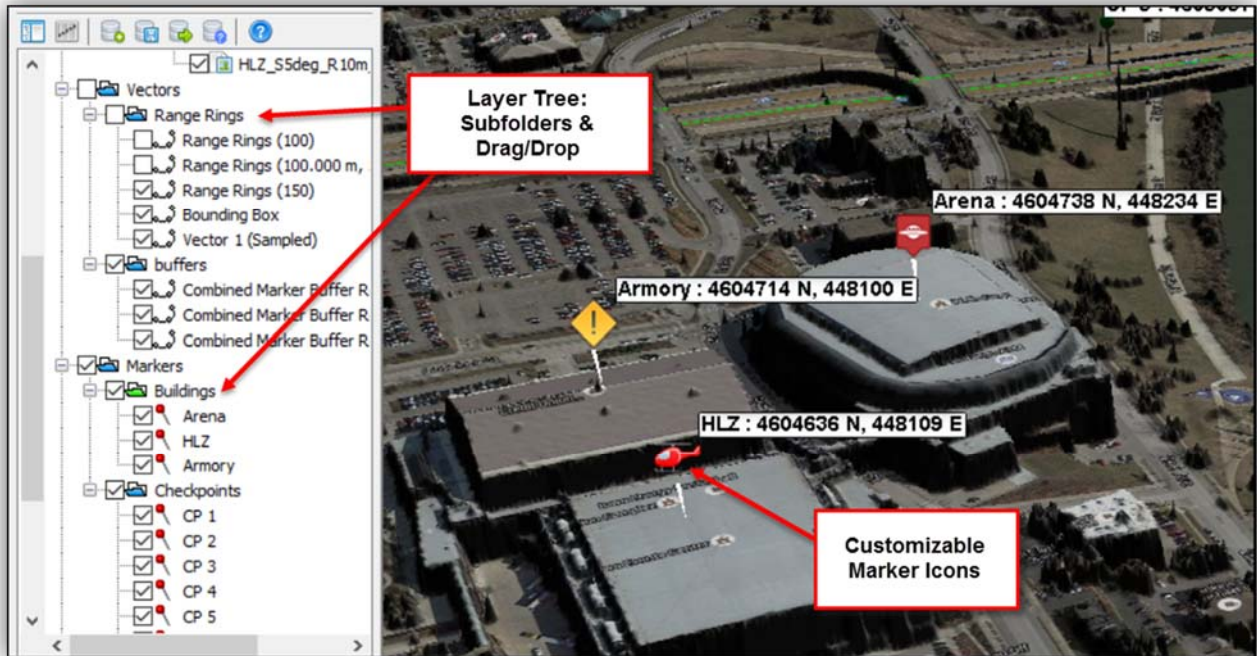 HLZ_S5deg_R10m_
Vectors
Range Rings
Range Rings (100)
Range Rings (100.000 m,
Range Rings (150)
Bounding Box
Vector 1 (Sampled)
buffers
Combined Marker Buffer R
Combined Marker Buffer R
Combined Marker Buffer R
Markers
Buildings
Arena
HLZ
Armory
Checkpoints
CP 1
CP 2
CP 3
CP 4
CP 5
Layer Tree:
Subfolders &
Drag/Drop
Arena : 4604738 N, 448234 E
Armory : 4604714 N, 448100 E
HLZ : 4604636 N, 448109 E
Customizable
Marker Icons